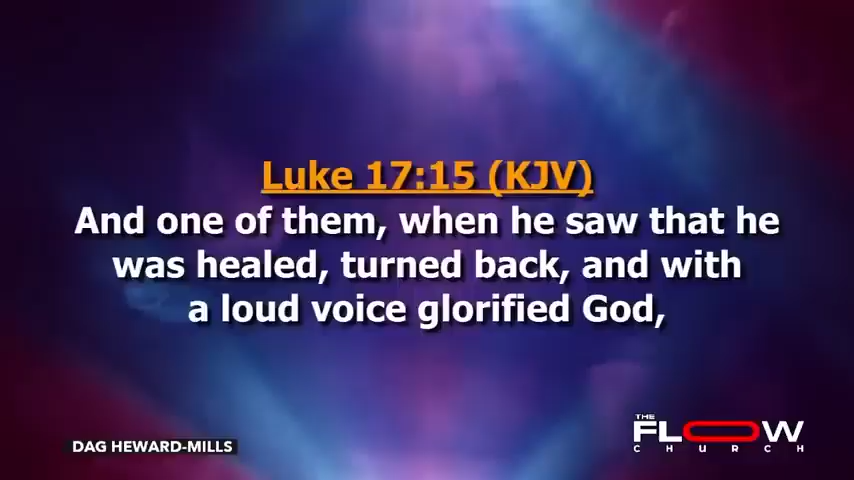 Luke 17:15 (KJV)
And one of them, when he saw that he
was healed, turned back, and with
a loud voice glorified God,
DAG HEWARD-MILLS
THE
FLOW
CHURCH